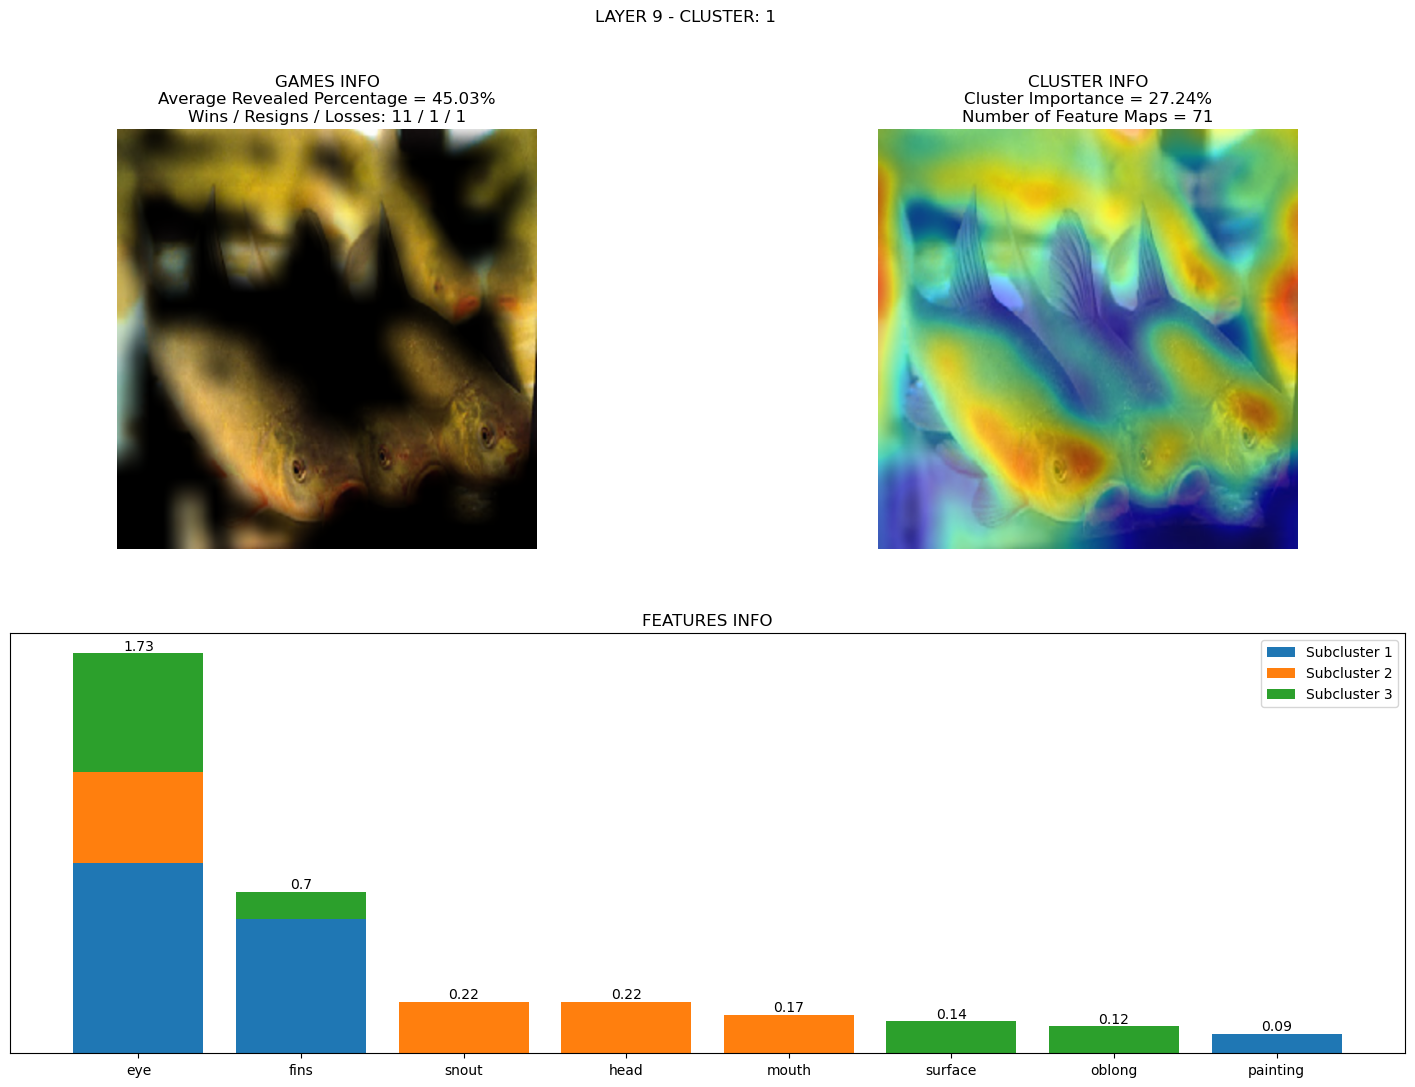 LAYER 9 - CLUSTER: 1
GAMES INFO
Average Revealed Percentage = 45.03%
Wins / Resigns / Losses: 11 / 1 / 1
CLUSTER INFO
Cluster Importance = 27.24%
Number of Feature Maps = 71
FEATURES INFO
Subcluster 1
Subcluster 2
Subcluster 3
1.73
0.7
0.22
0.22
0.17
0.14
0.12
0.09
eye
fins
snout
head
mouth
surface
oblong
painting